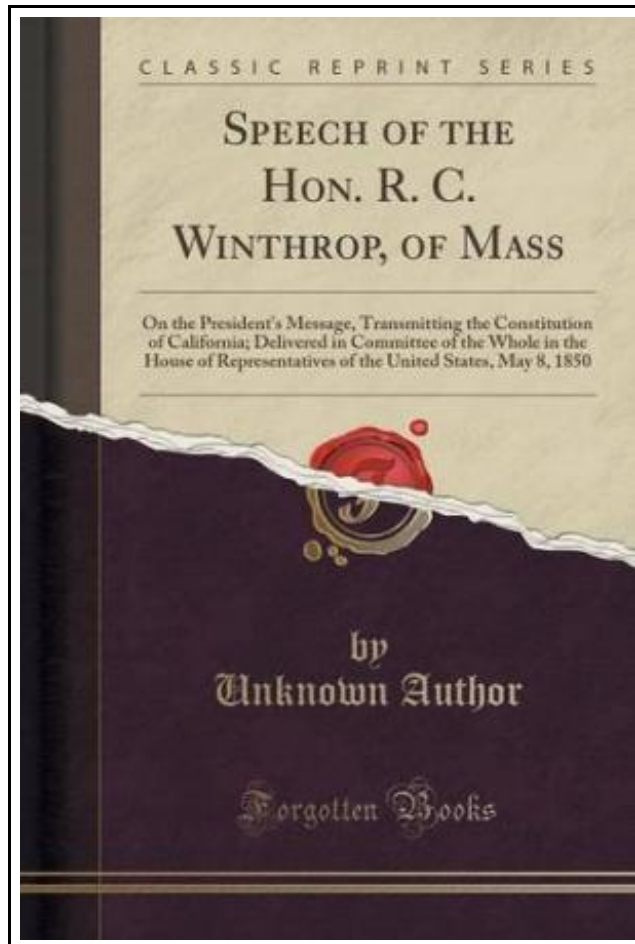 CLASSIC REPRINT SERIES
SPEECH OF THE
HON. R. C.
WINTHROP, OF MASS
On the President's Message, Transmitting the Constitution
of California; Delivered in Committee of the Whole in the
House of Representatives of the United States, May 8, 1850
F
by
Unknown Author
Forgotten Books